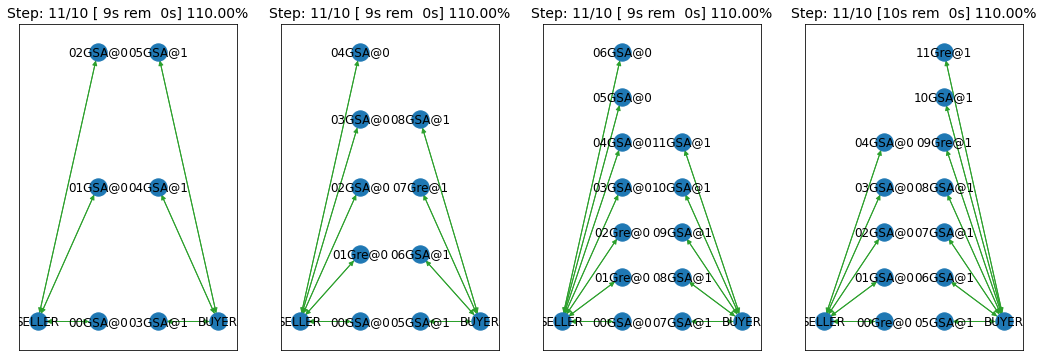 Step: 11/10 [ 9s rem  0s] 110.00%
02GSA@0 05GSA@1
01GSA@0 04GSA@1
SELLER 00GSA@0 03GSA@1 BUYER
Step: 11/10 [ 9s rem  0s] 110.00%
04GSA@0
03GSA@0 08GSA@1
02GSA@0 07Gre@1
01Gre@0 06GSA@1
SELLER 00GSA@0 05GSA@1 BUYER
Step: 11/10 [ 9s rem  0s] 110.00%
06GSA@0
05GSA@0
04GSA@0 11GSA@1
03GSA@0 10GSA@1
02Gre@0 09GSA@1
01Gre@0 08GSA@1
SELLER 00GSA@0 07GSA@1 BUYER
Step: 11/10 [10s rem  0s] 110.00%
11Gre@1
10GSA@1
04GSA@0 09Gre@1
03GSA@0 08GSA@1
02GSA@0 07GSA@1
01GSA@0 06GSA@1
SELLER 00Gre@0 05GSA@1 BUYER